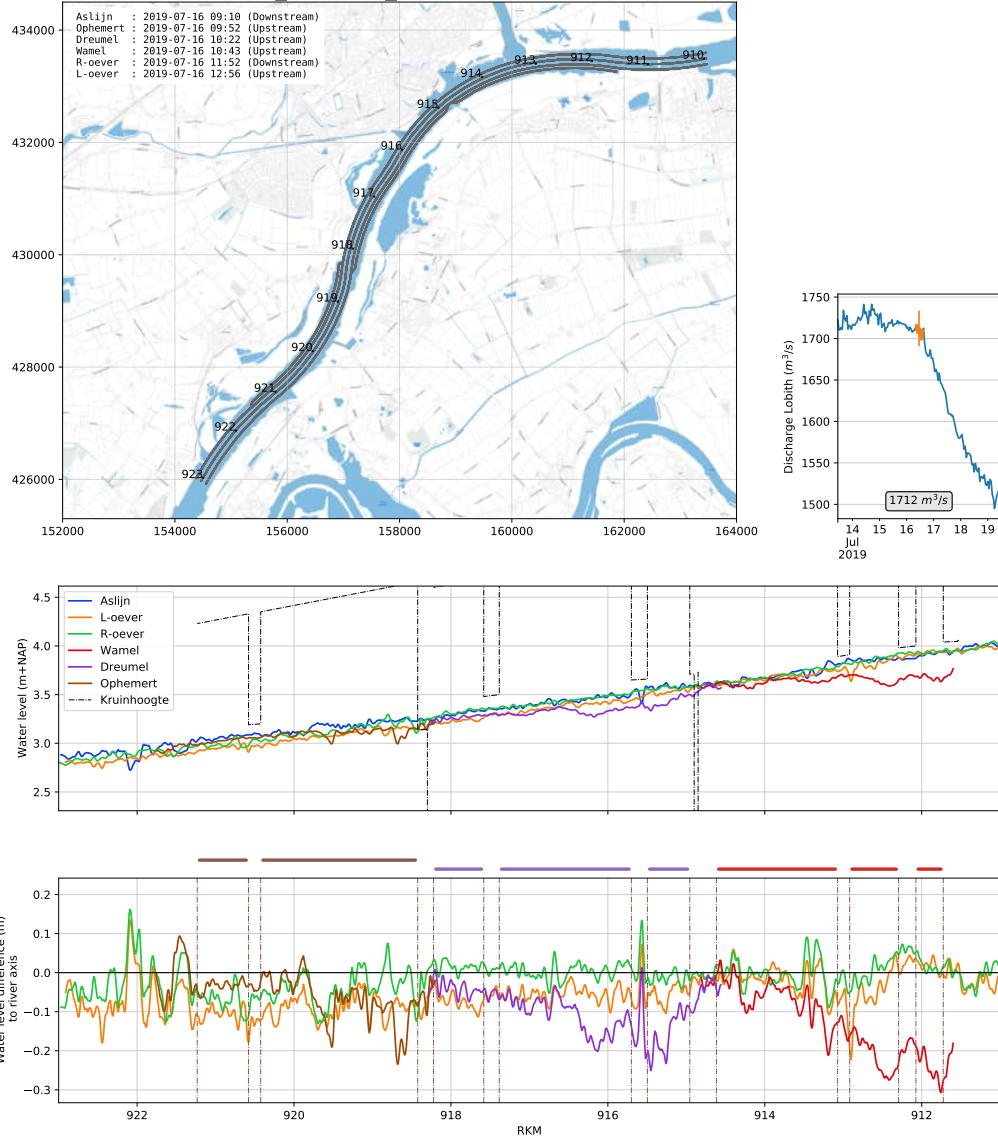 434000
432000
430000
428000
426000
152000
154000
156000
158000
160000
162000
164000
Aslijn : 2019-07-16 09:10 (Downstream)
Ophemert : 2019-07-16 09:52 (Upstream)
Dreumel : 2019-07-16 10:22 (Upstream)
Wamel : 2019-07-16 10:43 (Upstream)
R-oever : 2019-07-16 11:52 (Downstream)
L-oever : 2019-07-16 12:56 (Upstream)
910
911
912
913
914
915
916
917
918
919
920
921
922
923
Discharge Lobith (m³/s)
1750
1700
1650
1600
1550
1500
1712 m³/s
14
15
16
17
18
19
Jul
2019
Water level (m+NAP)
4.5
4.0
3.5
3.0
2.5
Aslijn
L-oever
R-oever
Wamel
Dreumel
Ophemert
Kruinhoogte
Water level difference (m)
to river axis
0.2
0.1
0.0
−0.1
−0.2
−0.3
922
920
918
916
914
912
RKM